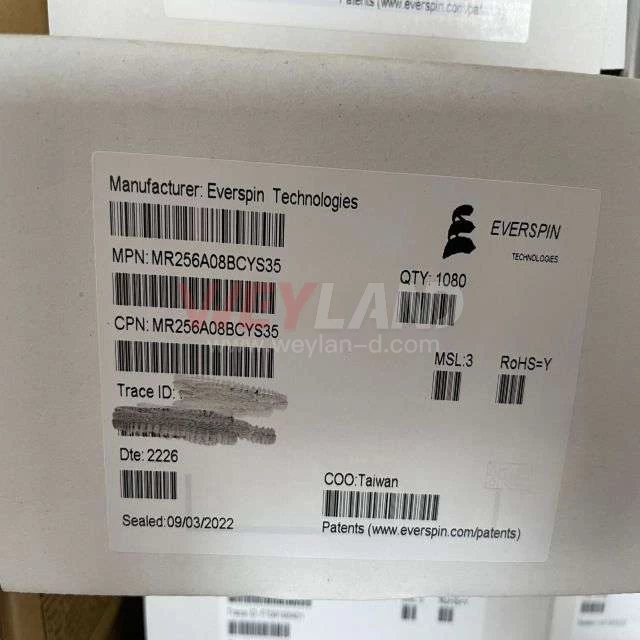 Patents (www.everspin.com/patents)
Manufacturer: Everspin Technologies
EVERSPIN
TECHNOLOGIES
MPN: MR256A08BCYS35
QTY: 1080
WEYLAND
www.weylan-d.com
CPN: MR256A08BCYS35
MSL:3
RoHS=Y
Trace ID:
Dte: 2226
COO:Taiwan
Sealed:09/03/2022
Patents (www.everspin.com/patents)